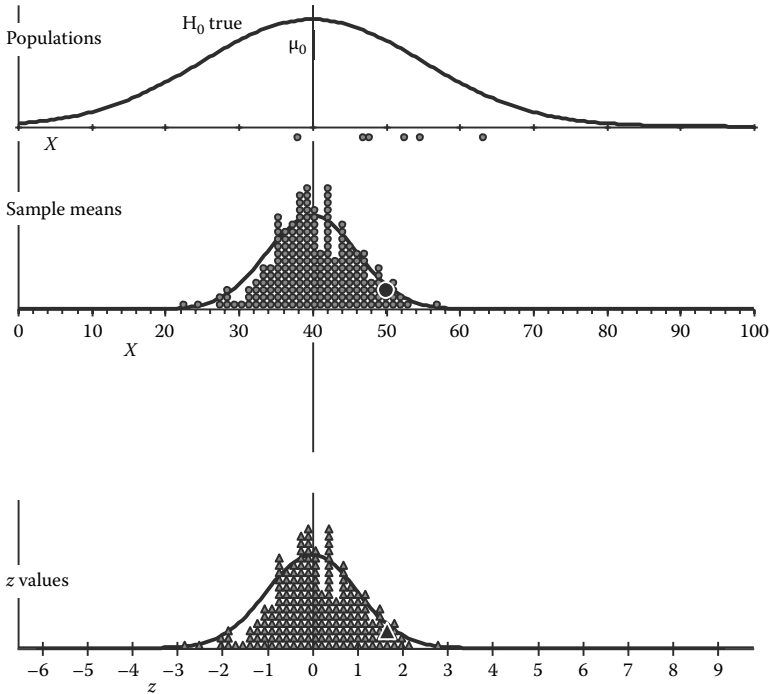 H₀ true
Populations
μ₀
X
Sample means
0 10 20 30 40 50 60 70 80 90 100
X
z values
–6 –5 –4 –3 –2 –1 0 1 2 3 4 5 6 7 8 9
z